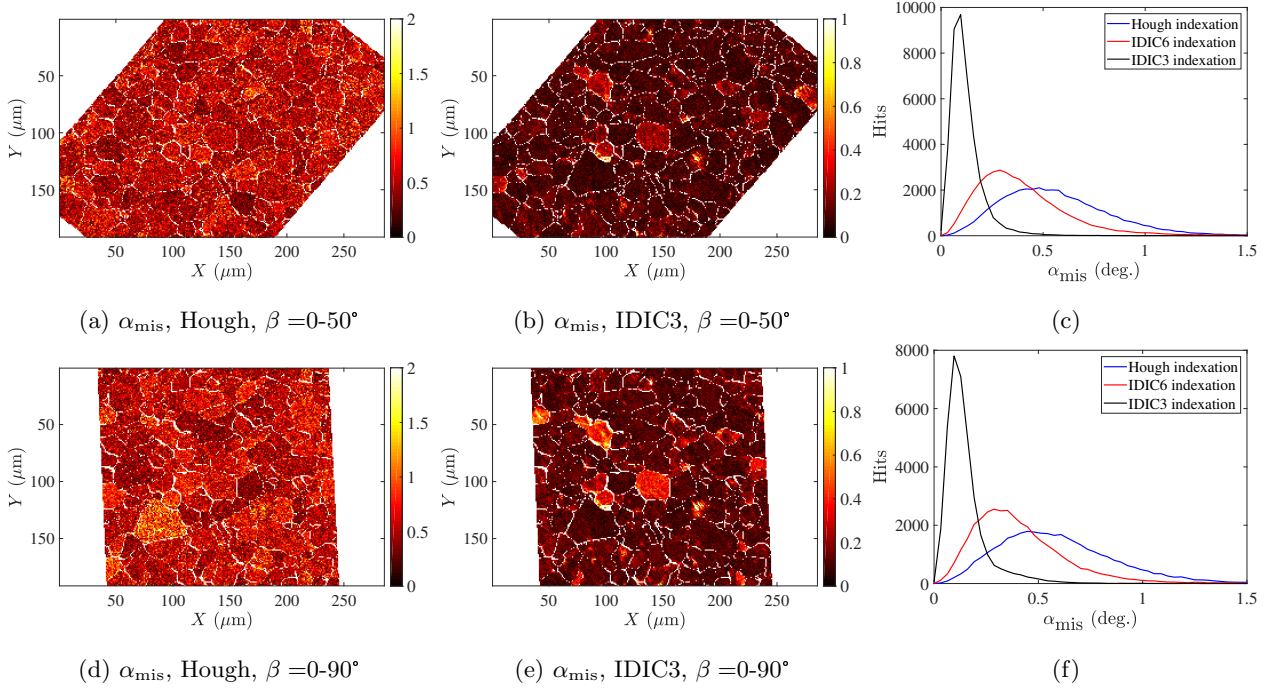 2
1.5
1
0.5
0
50
100
150
50 100 150 200 250
X (μm)
Y (μm)
1
0.8
0.6
0.4
0.2
0
50
100
150
50 100 150 200 250
X (μm)
Y (μm)
10000
8000
6000
4000
2000
0
Hits
Hough indexation
IDIC6 indexation
IDIC3 indexation
0 0.5 1 1.5
α_mis (deg.)
(a) α_mis, Hough, β =0-50°
(b) α_mis, IDIC3, β =0-50°
(c)
2
1.5
1
0.5
0
50
100
150
50 100 150 200 250
X (μm)
Y (μm)
1
0.8
0.6
0.4
0.2
0
50
100
150
50 100 150 200 250
X (μm)
Y (μm)
8000
6000
4000
2000
0
Hits
Hough indexation
IDIC6 indexation
IDIC3 indexation
0 0.5 1 1.5
α_mis (deg.)
(d) α_mis, Hough, β =0-90°
(e) α_mis, IDIC3, β =0-90°
(f)